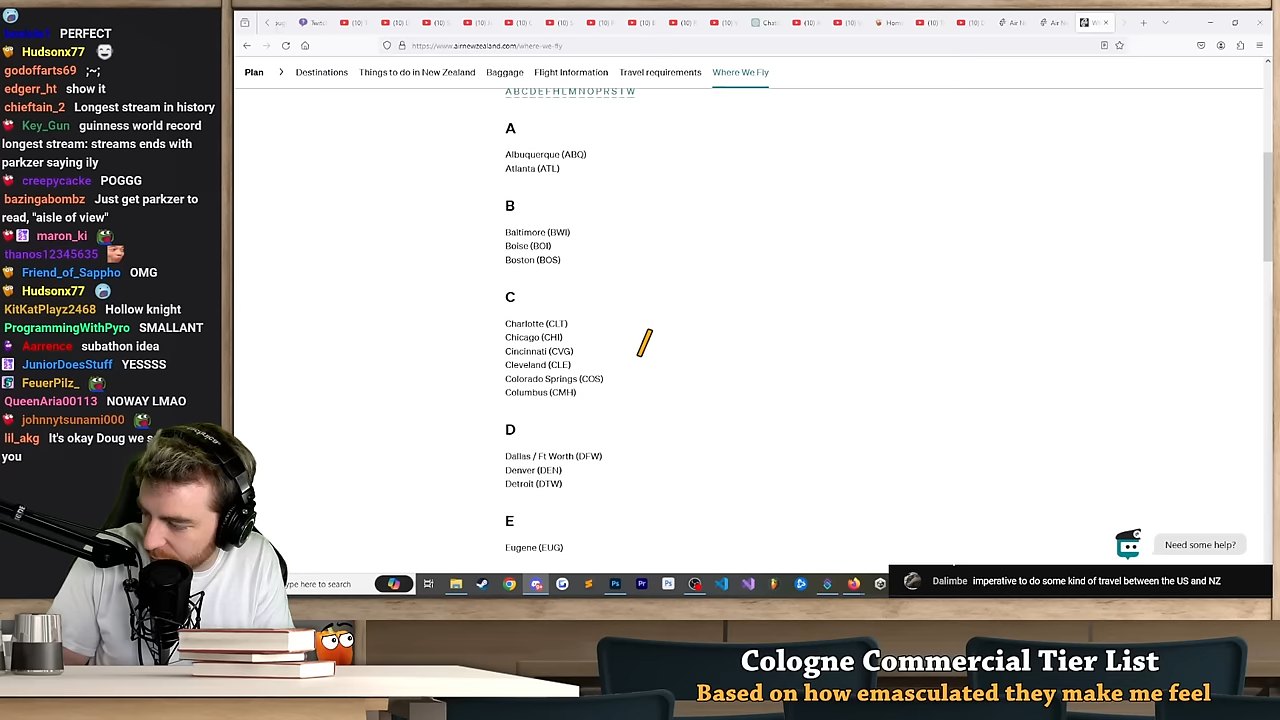 PERFECT
Hudsonx77
godoffarts69 ;~;
edgerr_ht show it
chieftain_2 Longest stream in history
Key_Gun guinness world record
longest stream: streams ends with
parkzer saying ily
creepycacke POGGG
bazingabombz Just get parkzer to
read, "aisle of view"
maron_ki
thanos12345635
Friend_of_Sappho OMG
Hudsonx77
KitKatPlayz2468 Hollow knight
ProgrammingWithPyro SMALLANT
Aarrence subathon idea
JuniorDoesStuff YESSSS
FeuerPilz_
QueenAria00113 NOWAY LMAO
johnnytsunami000
lil_akg It's okay Doug we s
you
https://www.airnewzealand.com/where-we-fly
Plan Destinations Things to do in New Zealand Baggage Flight Information Travel requirements Where We Fly
A B C D E F H L M N O P R S T W
A
Albuquerque (ABQ)
Atlanta (ATL)
B
Baltimore (BWI)
Boise (BOI)
Boston (BOS)
C
Charlotte (CLT)
Chicago (CHI)
Cincinnati (CVG)
Cleveland (CLE)
Colorado Springs (COS)
Columbus (CMH)
D
Dallas / Ft Worth (DFW)
Denver (DEN)
Detroit (DTW)
E
Eugene (EUG)
Need some help?
ype here to search
Dalimbe imperative to do some kind of travel between the US and NZ
Cologne Commercial Tier List
Based on how emasculated they make me feel